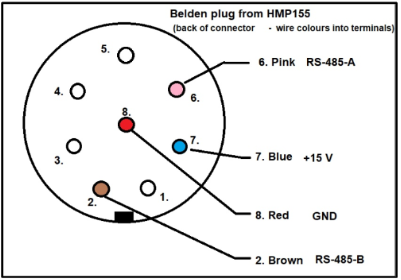 Belden plug from HMP155
(back of connector - wire colours into terminals)
5.
6. Pink RS-485-A
4.
6.
8.
7.
3.
7. Blue +15 V
2.
1.
8. Red GND
2. Brown RS-485-B